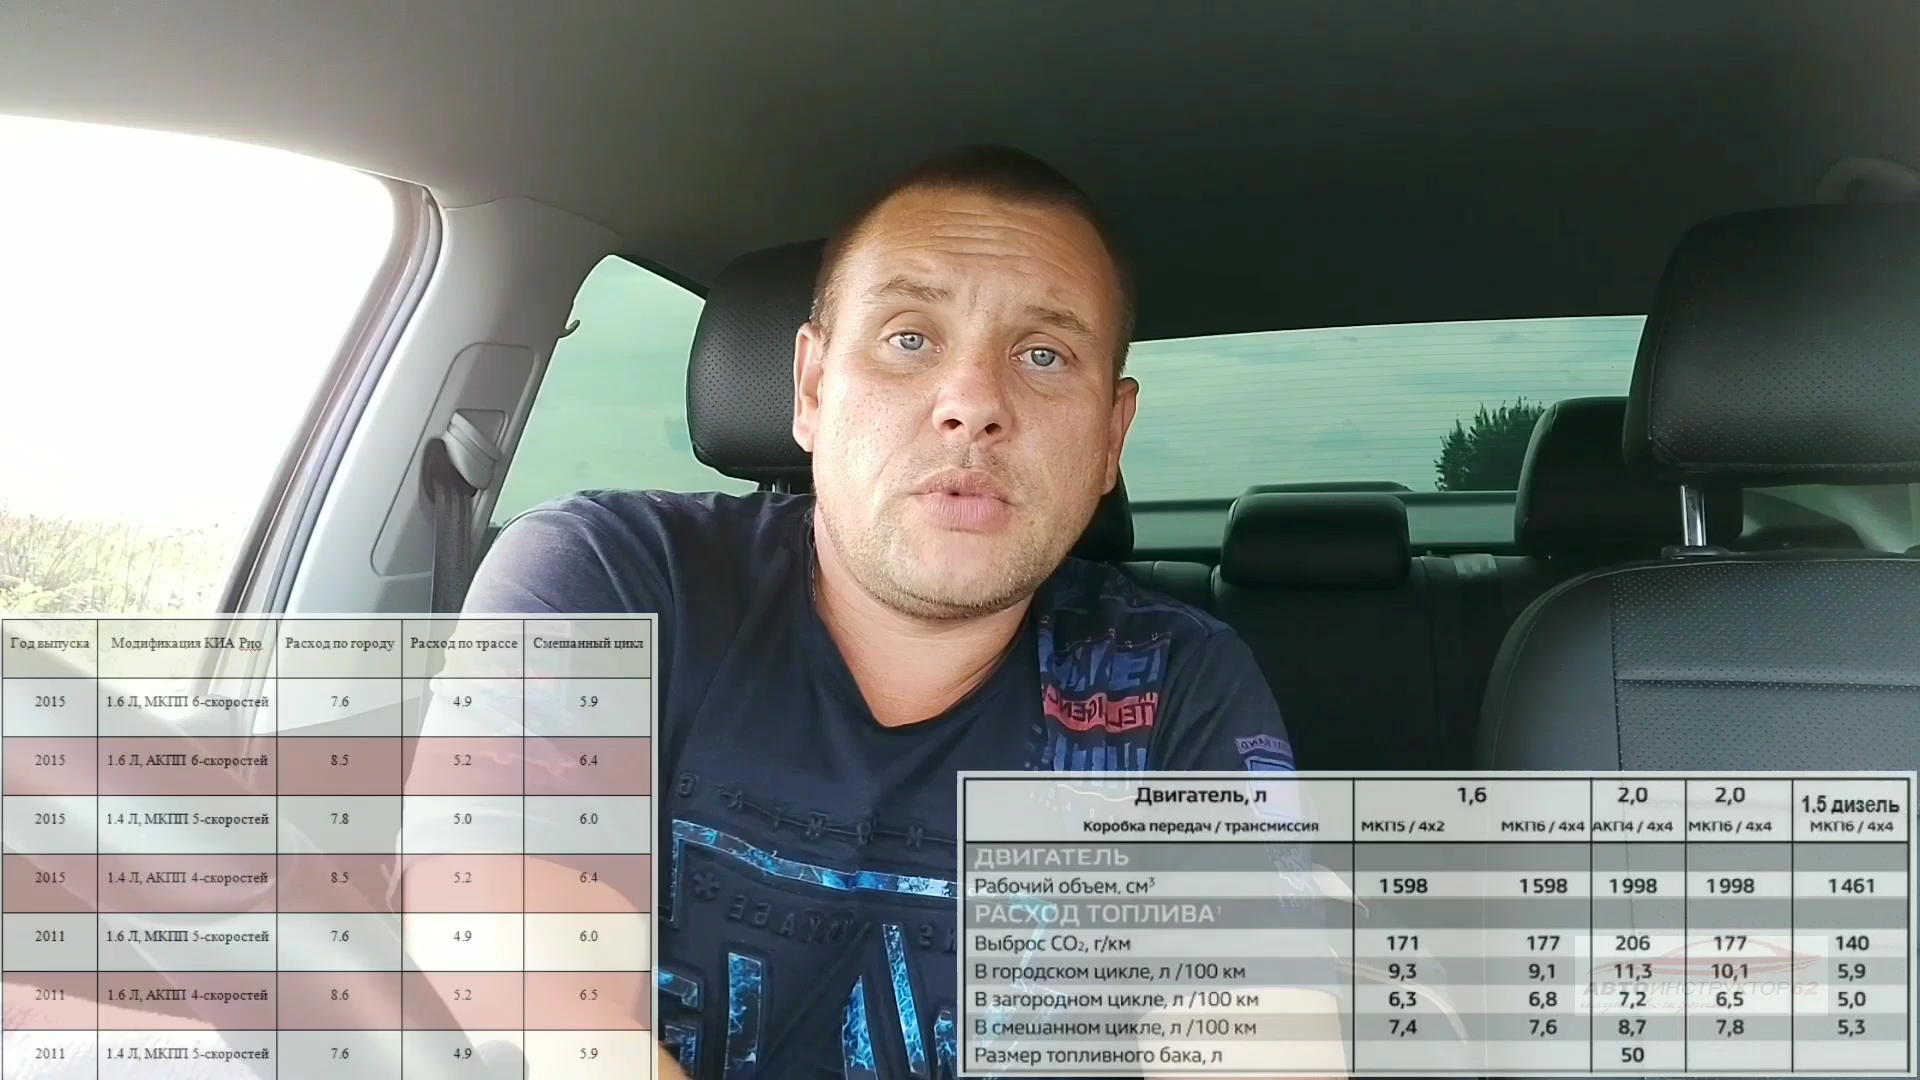 Год выпуска Модификация КИА Рио Расход по городу Расход по трассе Смешанный цикл
2015 1.6 Л, МКПП 6-скоростей 7.6 4.9 5.9
2015 1.6 Л, АКПП 6-скоростей 8.5 5.2 6.4
2015 1.4 Л, МКПП 5-скоростей 7.8 5.0 6.0
2015 1.4 Л, АКПП 4-скоростей 8.5 5.2 6.4
2011 1.6 Л, МКПП 5-скоростей 7.6 4.9 6.0
2011 1.6 Л, АКПП 4-скоростей 8.6 5.2 6.5
2011 1.4 Л, МКПП 5-скоростей 7.6 4.9 5.9
Двигатель, л 1,6 2,0 2,0 1.5 дизель
Коробка передач / трансмиссия МКП5 / 4x2 МКП6 / 4x4 АКП4 / 4x4 МКП6 / 4x4 МКП6 / 4x4
ДВИГАТЕЛЬ
Рабочий объем, см³ 1598 1598 1998 1998 1461
РАСХОД ТОПЛИВА¹
Выброс CO₂, г/км 171 177 206 177 140
В городском цикле, л /100 км 9,3 9,1 11,3 10,1 5,9
В загородном цикле, л /100 км 6,3 6,8 7,2 6,5 5,0
В смешанном цикле, л /100 км 7,4 7,6 8,7 7,8 5,3
Размер топливного бака, л 50
АВТОИНСТРУКТОР62